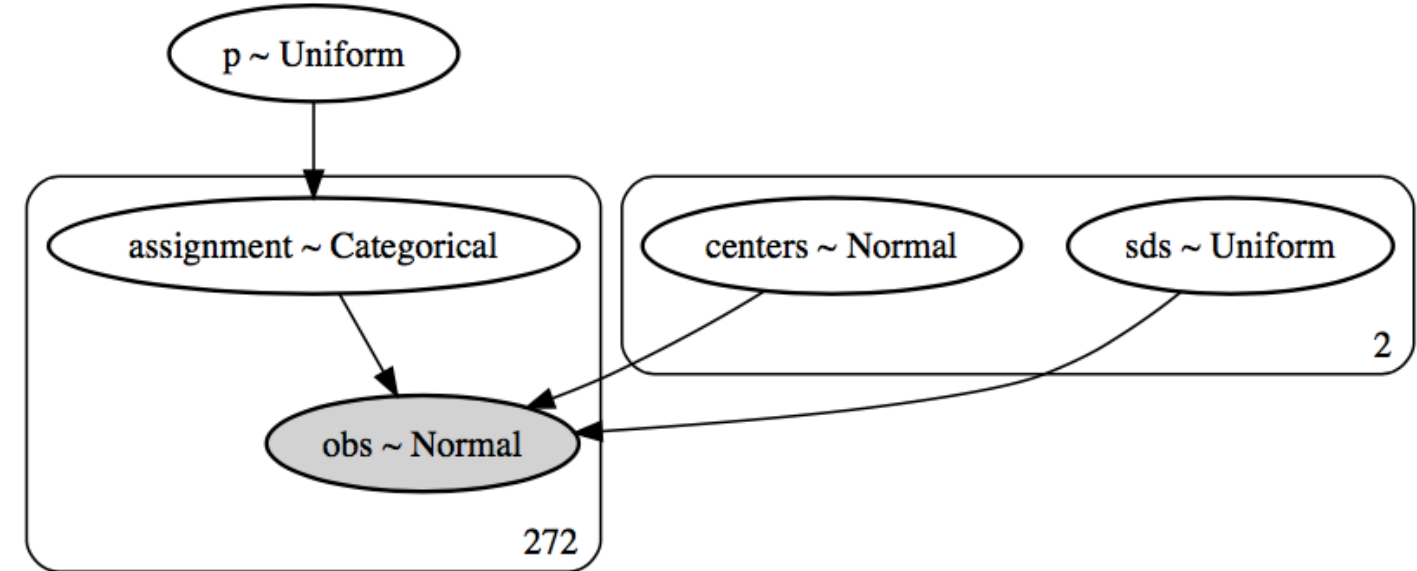 p ~ Uniform
assignment ~ Categorical
centers ~ Normal
sds ~ Uniform
2
obs ~ Normal
272